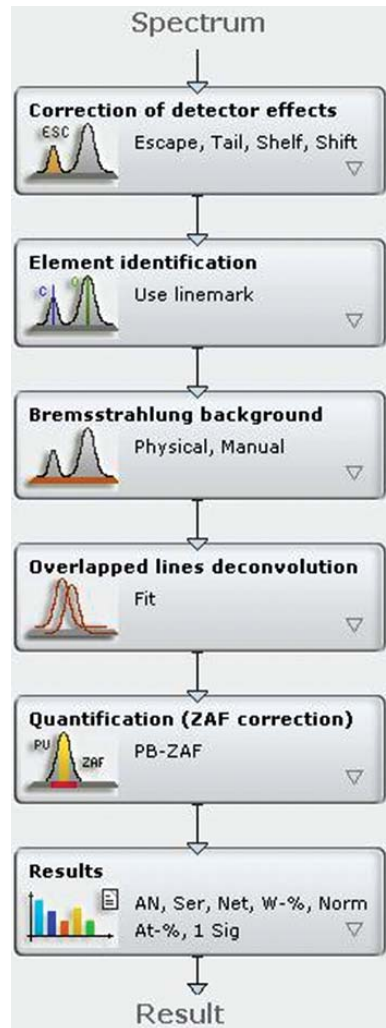 Spectrum
Correction of detector effects
ESC
Escape, Tail, Shelf, Shift
Element identification
C
Use linemark
Bremsstrahlung background
Physical, Manual
Overlapped lines deconvolution
Fit
Quantification (ZAF correction)
PU
ZAF
PB-ZAF
Results
AN, Ser, Net, W-%, Norm
At-%, 1 Sig
Result